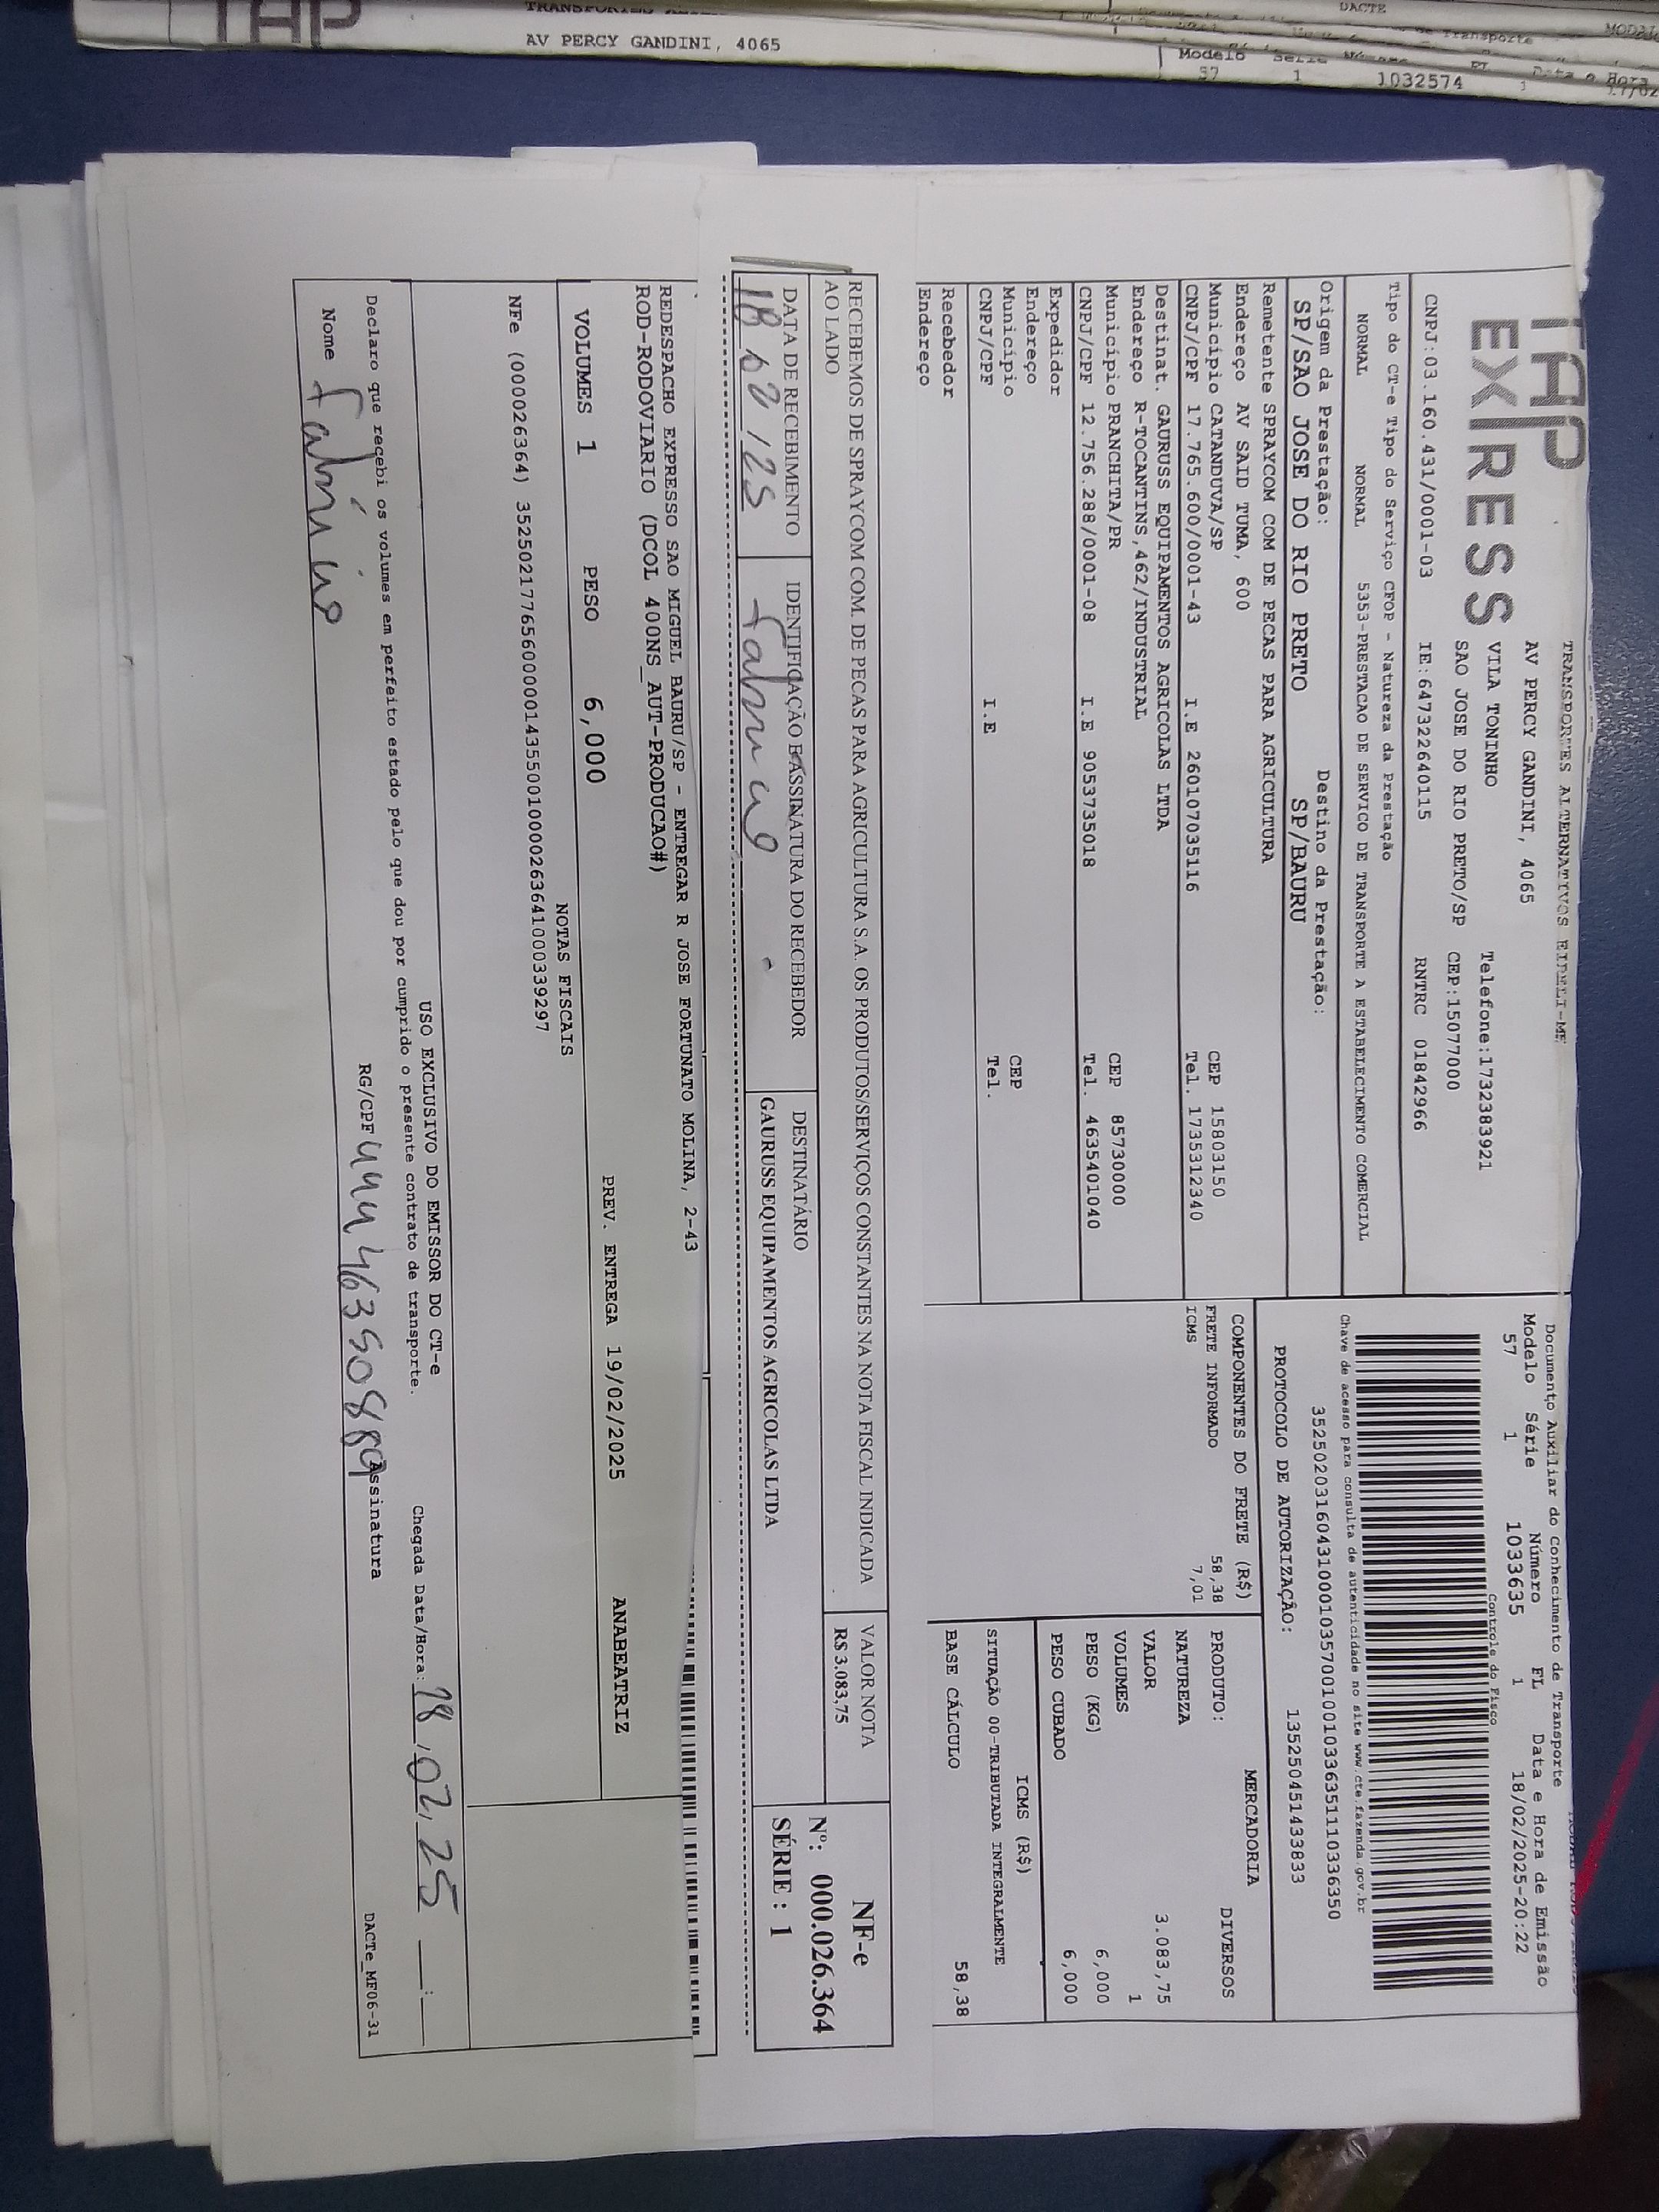 AV PERCY GANDINI, 4065
DACTE
Modelo Série
57 1 1032574
TAP EXPRESS
TRANSPORTES ALTERNATIVOS EIRELI-ME
AV PERCY GANDINI, 4065
VILA TONINHO Telefone:1732383921
SAO JOSE DO RIO PRETO/SP CEP:15077000
CNPJ:03.160.431/0001-03 IE:647322640115 RNTRC 01842966
Documento Auxiliar do Conhecimento de Transporte
Modelo Série Número FL Data e Hora de Emissão
57 1 1033635 1 18/02/2025-20:22
Controle do Fisco
Chave de acesso para consulta de autenticidade no site www.cte.fazenda.gov.br
35250203160431000103570010010336351110336350
PROTOCOLO DE AUTORIZAÇÃO: 135250451433833
Tipo do CT-e Tipo do Serviço CFOP - Natureza da Prestação
NORMAL NORMAL 5353-PRESTACAO DE SERVICO DE TRANSPORTE A ESTABELECIMENTO COMERCIAL
Origem da Prestação: Destino da Prestação:
SP/SAO JOSE DO RIO PRETO SP/BAURU
Remetente SPRAYCOM COM DE PECAS PARA AGRICULTURA
Endereço AV SAID TUMA, 600
Município CATANDUVA/SP CEP 15803150
CNPJ/CPF 17.765.600/0001-43 I.E 260107035116 Tel. 1735312340
Destinat. GAURUSS EQUIPAMENTOS AGRICOLAS LTDA
Endereço R-TOCANTINS,462/INDUSTRIAL
Município PRANCHITA/PR CEP 85730000
CNPJ/CPF 12.756.288/0001-08 I.E 9053735018 Tel. 4635401040
Expedidor
Endereço
Município CEP
CNPJ/CPF I.E Tel.
Recebedor
Endereço
COMPONENTES DO FRETE (R$)
FRETE INFORMADO 58,38
ICMS 7,01
MERCADORIA
PRODUTO: DIVERSOS
NATUREZA
VALOR 3.083,75
VOLUMES 1
PESO (KG) 6,000
PESO CUBADO 6,000
ICMS (R$)
SITUAÇÃO 00-TRIBUTADA INTEGRALMENTE
BASE CÁLCULO 58,38
RECEBEMOS DE SPRAYCOM COM. DE PECAS PARA AGRICULTURA S.A. OS PRODUTOS/SERVIÇOS CONSTANTES NA NOTA FISCAL INDICADA
AO LADO
VALOR NOTA
R$ 3.083,75
NF-e
Nº: 000.026.364
SÉRIE : 1
DATA DE RECEBIMENTO IDENTIFICAÇÃO E ASSINATURA DO RECEBEDOR DESTINATÁRIO
18 02 125 GAURUSS EQUIPAMENTOS AGRICOLAS LTDA
REDESPACHO EXPRESSO SAO MIGUEL BAURU/SP - ENTREGAR R JOSE FORTUNATO MOLINA, 2-43
ROD-RODOVIARIO (DCOL 400NS_AUT-PRODUCAO#)
VOLUMES 1 PESO 6,000 PREV. ENTREGA 19/02/2025 ANABEATRIZ
NOTAS FISCAIS
NFe (000026364) 35250217765600000143550010000263641000339297
USO EXCLUSIVO DO EMISSOR DO CT-e
Declaro que recebi os volumes em perfeito estado pelo que dou por cumprido o presente contrato de transporte. Chegada Data/Hora: 18,02,25 __:__
Nome RG/CPF Assinatura DACTe_MF06-31